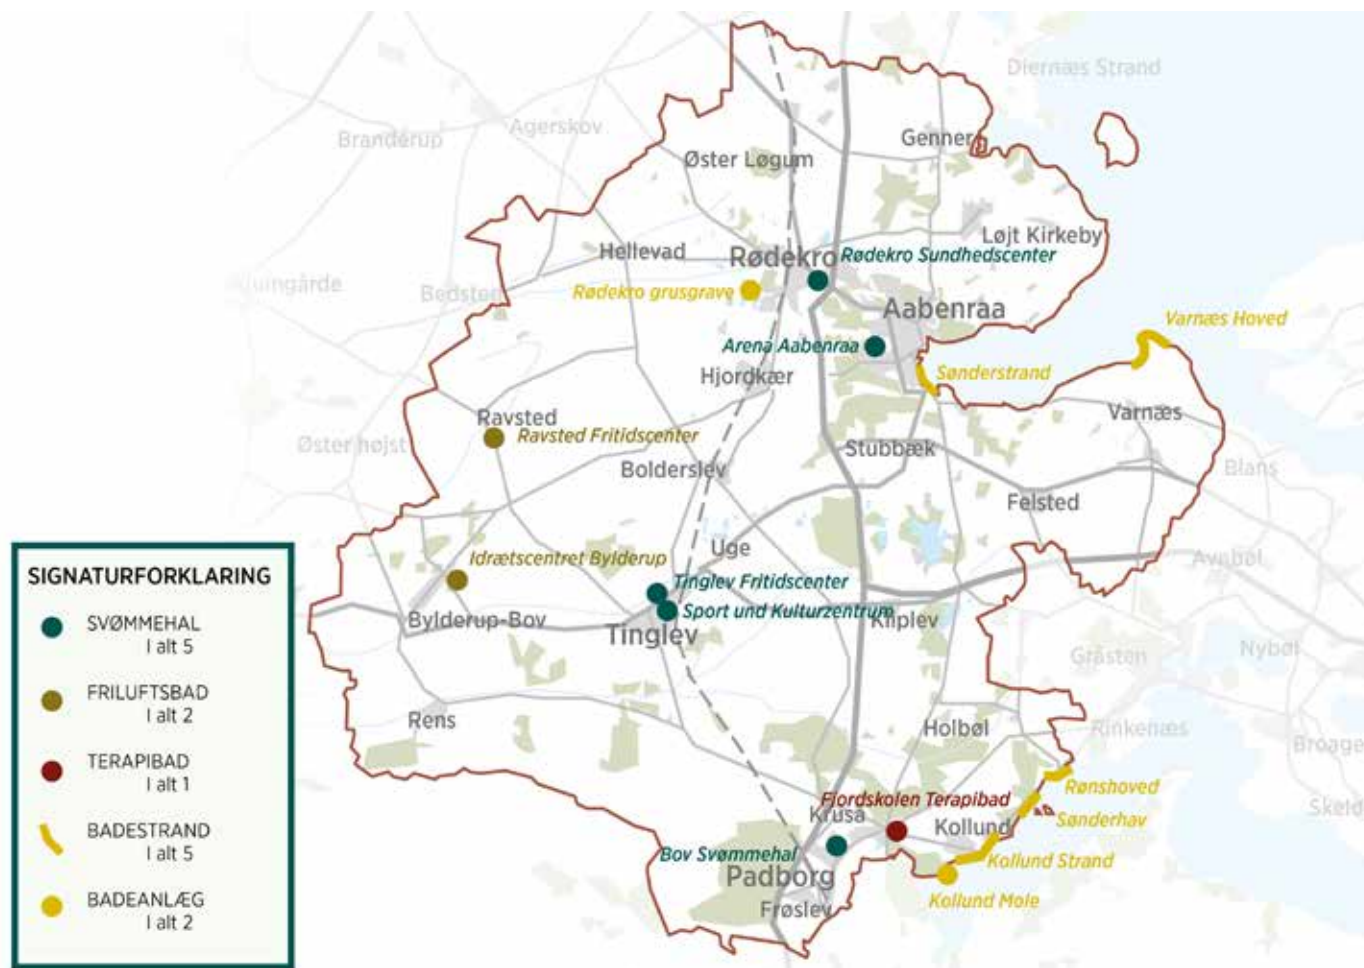 Diernæs Strand
Agerskov
Branderup
Genner
Øster Løgum
Løjt Kirkeby
Hellevad
Rødekro
Rødekro Sundhedscenter
Bedsted
Rødekro grusgrave
Aabenraa
Varnæs Hoved
Arena Aabenraa
Hjordkær
Sønderstrand
Ravsted
Varnæs
Ravsted Fritidscenter
Øster højst
Stubbæk
Bolderslev
Blans
Felsted
Idrætscentret Bylderup
Uge
Avnbøl
Tinglev Fritidscenter
Sport und Kulturzentrum
Bylderup-Bov
Kliplev
Tinglev
Nybøl
Gråsten
Rens
Holbøl
Rinkenæs
Broage
Rønshoved
Fjordskolen Terapibad
Skeld
Kruså
Kollund
Sønderhav
Bov Svømmehal
Kollund Strand
Padborg
Kollund Mole
Frøslev
SIGNATURFORKLARING
SVØMMEHAL
I alt 5
FRILUFTSBAD
I alt 2
TERAPIBAD
I alt 1
BADESTRAND
I alt 5
BADEANLÆG
I alt 2